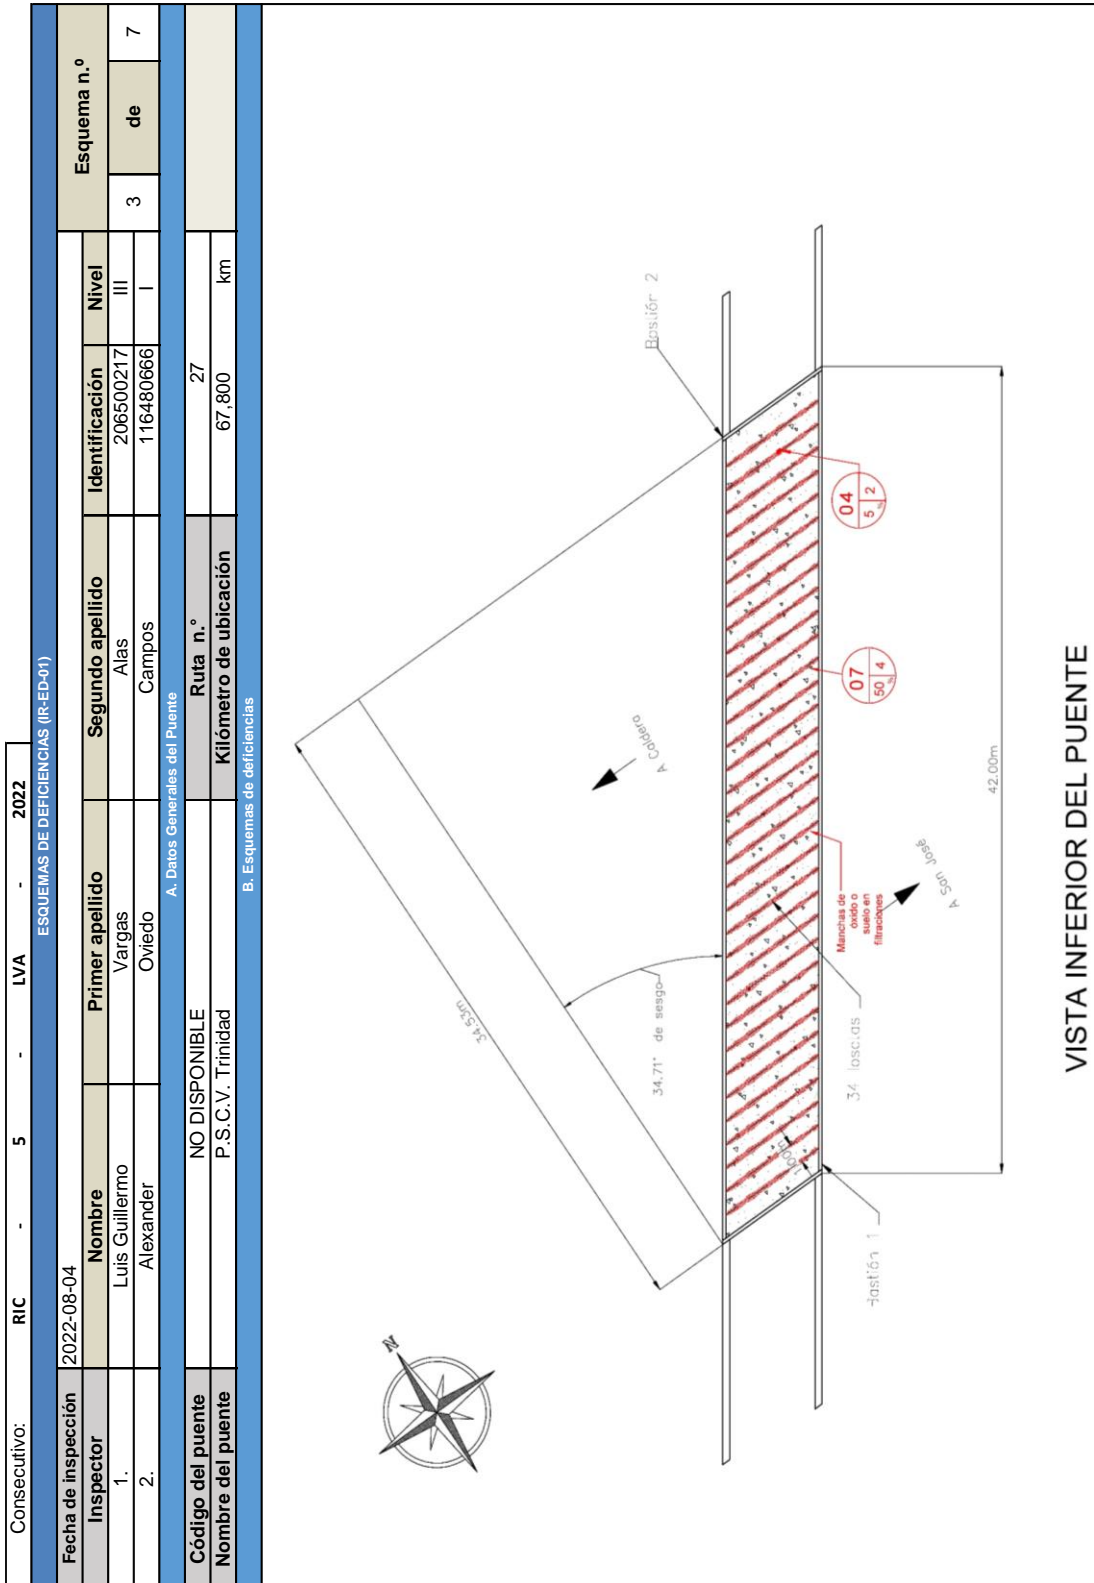 Consecutivo: RIC - 5 - LVA - 2022
ESQUEMAS DE DEFICIENCIAS (IR-ED-01)
Fecha de inspección 2022-08-04 Esquema n.º
Inspector Nombre Primer apellido Segundo apellido Identificación Nivel
1. Luis Guillermo Vargas Alas 206500217 III 3 de 7
2. Alexander Oviedo Campos 116480666 I
A. Datos Generales del Puente
Código del puente NO DISPONIBLE Ruta n.° 27
Nombre del puente P.S.C.V. Trinidad Kilómetro de ubicación 67,800 km
B. Esquemas de deficiencias
N
34.53m
34.71° de sesgo
A Caldera
Bastión 2
1.00m
Bastión 1
34 losetas
Manchas de
óxido o
suelo en
filtraciones
A San José
07
50 % 4
04
5 % 2
42.00m
VISTA INFERIOR DEL PUENTE